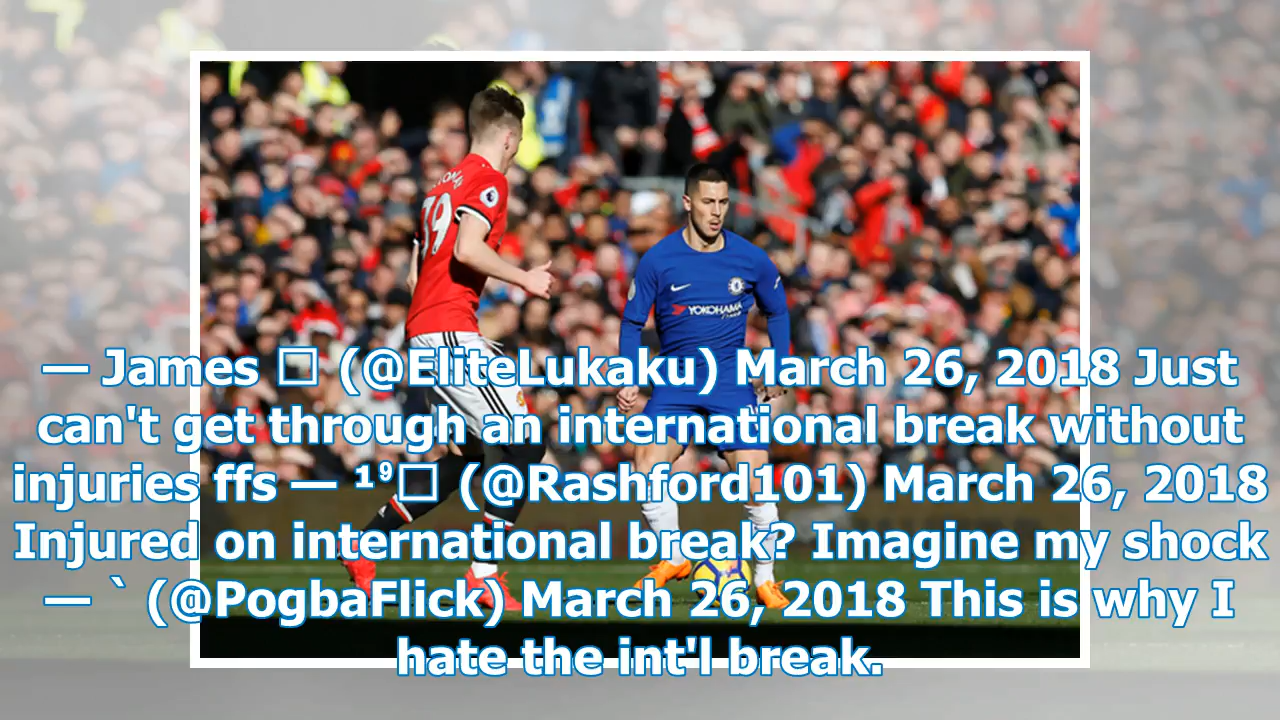 39
YOKOHAMA
— James □ (@EliteLukaku) March 26, 2018 Just
can't get through an international break without
injuries ffs — ¹⁹□ (@Rashford101) March 26, 2018
Injured on international break? Imagine my shock
— ` (@PogbaFlick) March 26, 2018 This is why I
hate the int'l break.